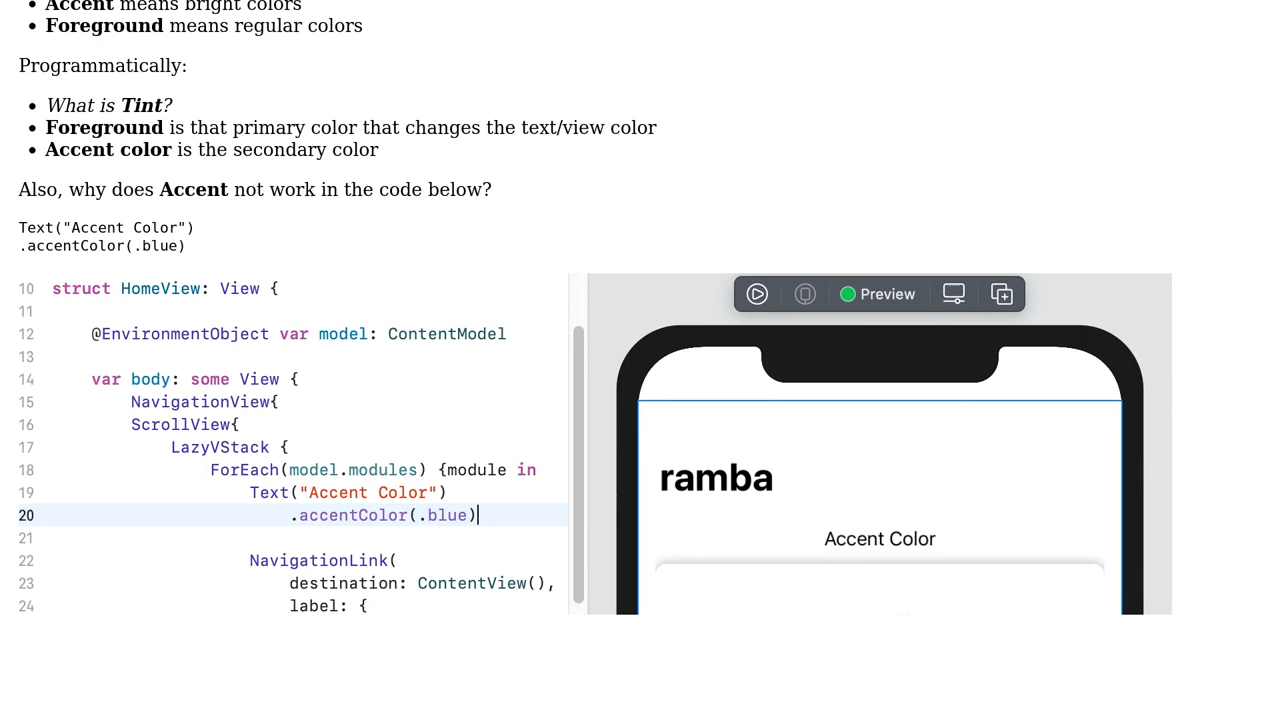 Accent means bright colors
Foreground means regular colors
Programmatically:
What is Tint?
Foreground is that primary color that changes the text/view color
Accent color is the secondary color
Also, why does Accent not work in the code below?
Text("Accent Color")
.accentColor(.blue)
10 struct HomeView: View {
11
12 @EnvironmentObject var model: ContentModel
13
14 var body: some View {
15 NavigationView{
16 ScrollView{
17 LazyVStack {
18 ForEach(model.modules) {module in
19 Text("Accent Color")
20 .accentColor(.blue)
21
22 NavigationLink(
23 destination: ContentView(),
24 label: {
Preview
ramba
Accent Color